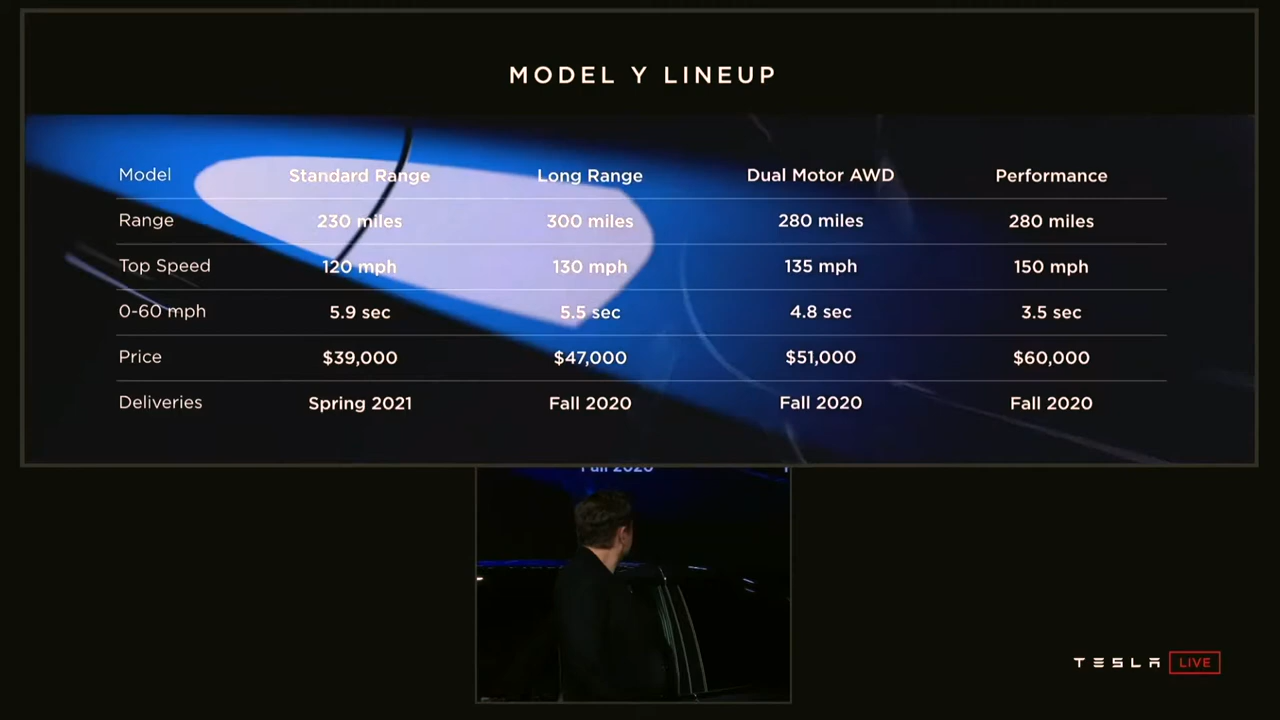 MODEL Y LINEUP
Model Standard Range Long Range Dual Motor AWD Performance
Range 230 miles 300 miles 280 miles 280 miles
Top Speed 120 mph 130 mph 135 mph 150 mph
0-60 mph 5.9 sec 5.5 sec 4.8 sec 3.5 sec
Price $39,000 $47,000 $51,000 $60,000
Deliveries Spring 2021 Fall 2020 Fall 2020 Fall 2020
Fall 2020
TESLA LIVE